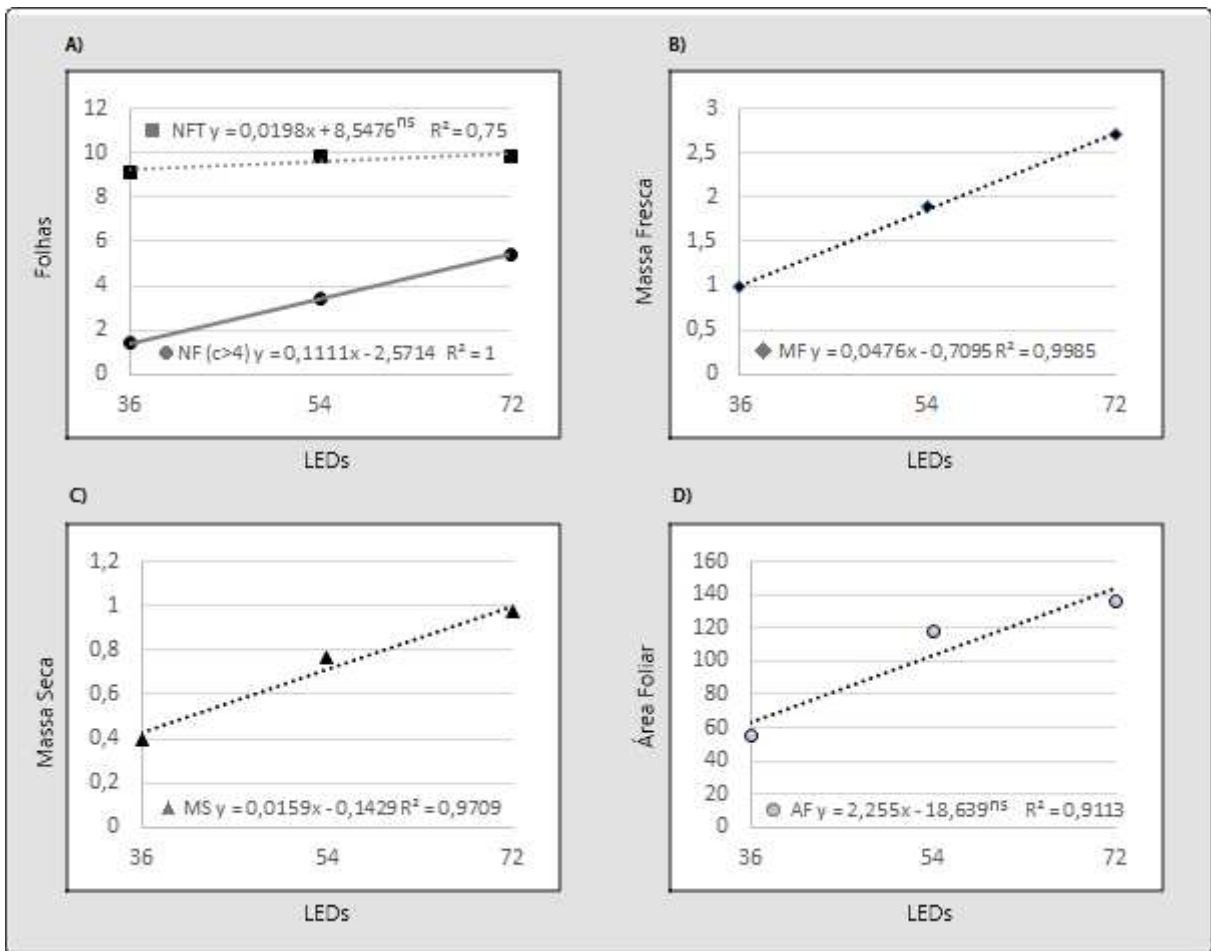 A)
12
10
8
6
4
2
0
Folhas
NFT y = 0,0198x + 8,5476ns R² = 0,75
NF (c>4) y = 0,1111x - 2,5714 R² = 1
36 54 72
LEDs
B)
3
2,5
2
1,5
1
0,5
0
Massa Fresca
MF y = 0,0476x - 0,7095 R² = 0,9985
36 54 72
LEDs
C)
1,2
1
0,8
0,6
0,4
0,2
0
Massa Seca
MS y = 0,0159x - 0,1429 R² = 0,9709
36 54 72
LEDs
D)
160
140
120
100
80
60
40
20
0
Área Foliar
AF y = 2,255x - 18,639ns R² = 0,9113
36 54 72
LEDs